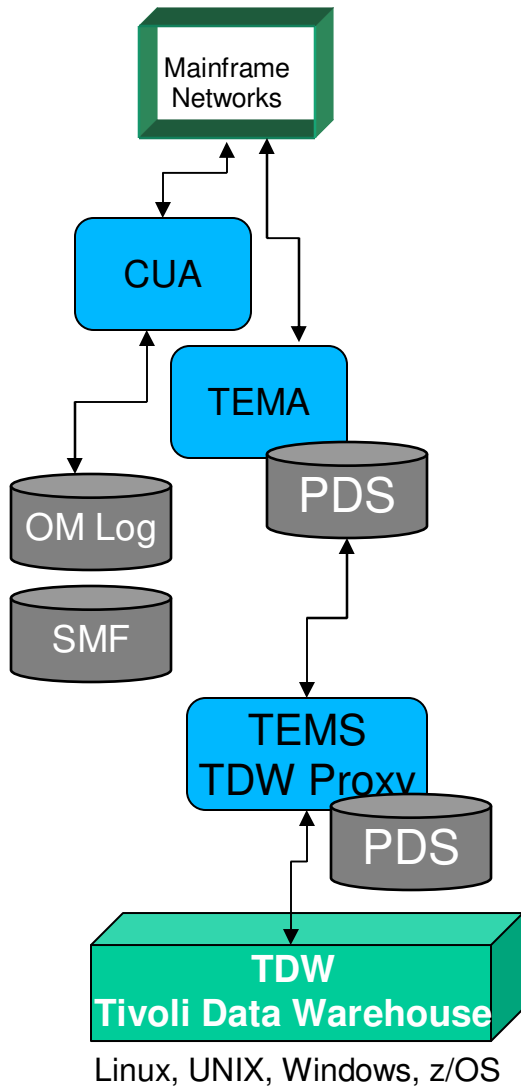 Mainframe
Networks
CUA
TEMA
PDS
OM Log
SMF
TEMS
TDW Proxy
PDS
TDW
Tivoli Data Warehouse
Linux, UNIX, Windows, z/OS